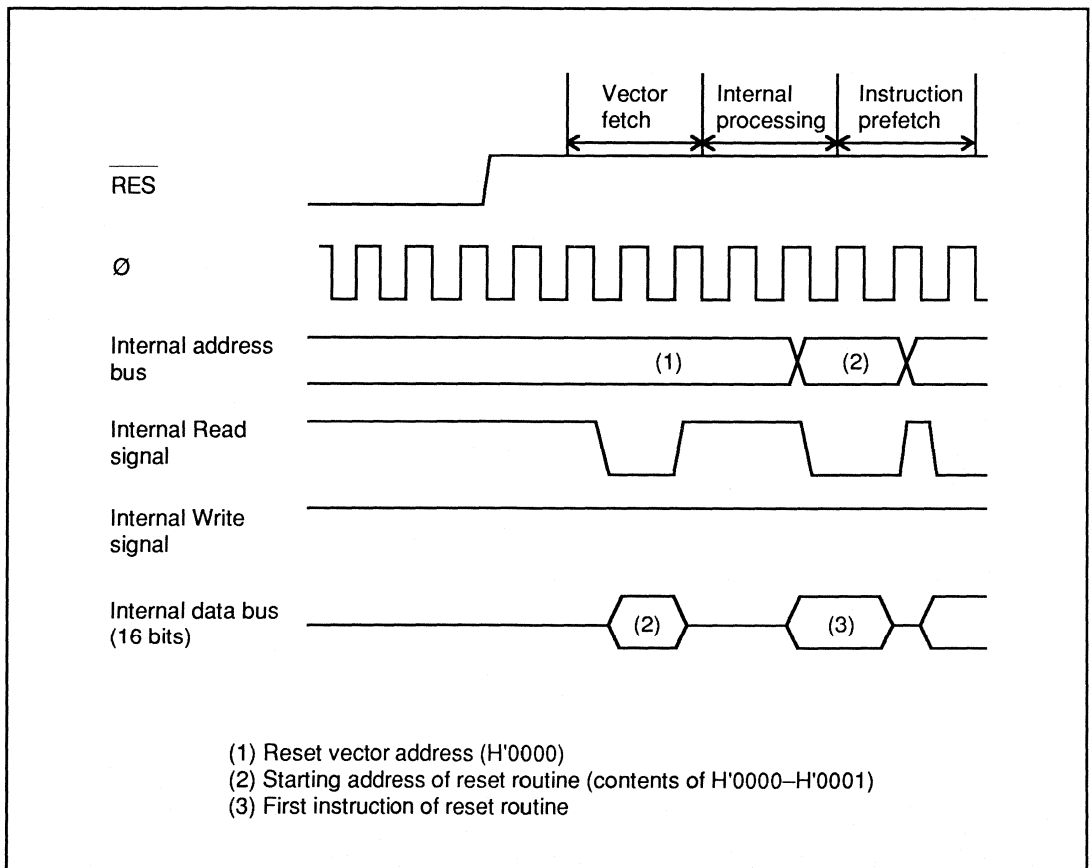 Vector
fetch
Internal
processing
Instruction
prefetch
RES
Ø
Internal address
bus
(1)
(2)
Internal Read
signal
Internal Write
signal
Internal data bus
(16 bits)
(2)
(3)
(1) Reset vector address (H'0000)
(2) Starting address of reset routine (contents of H'0000–H'0001)
(3) First instruction of reset routine